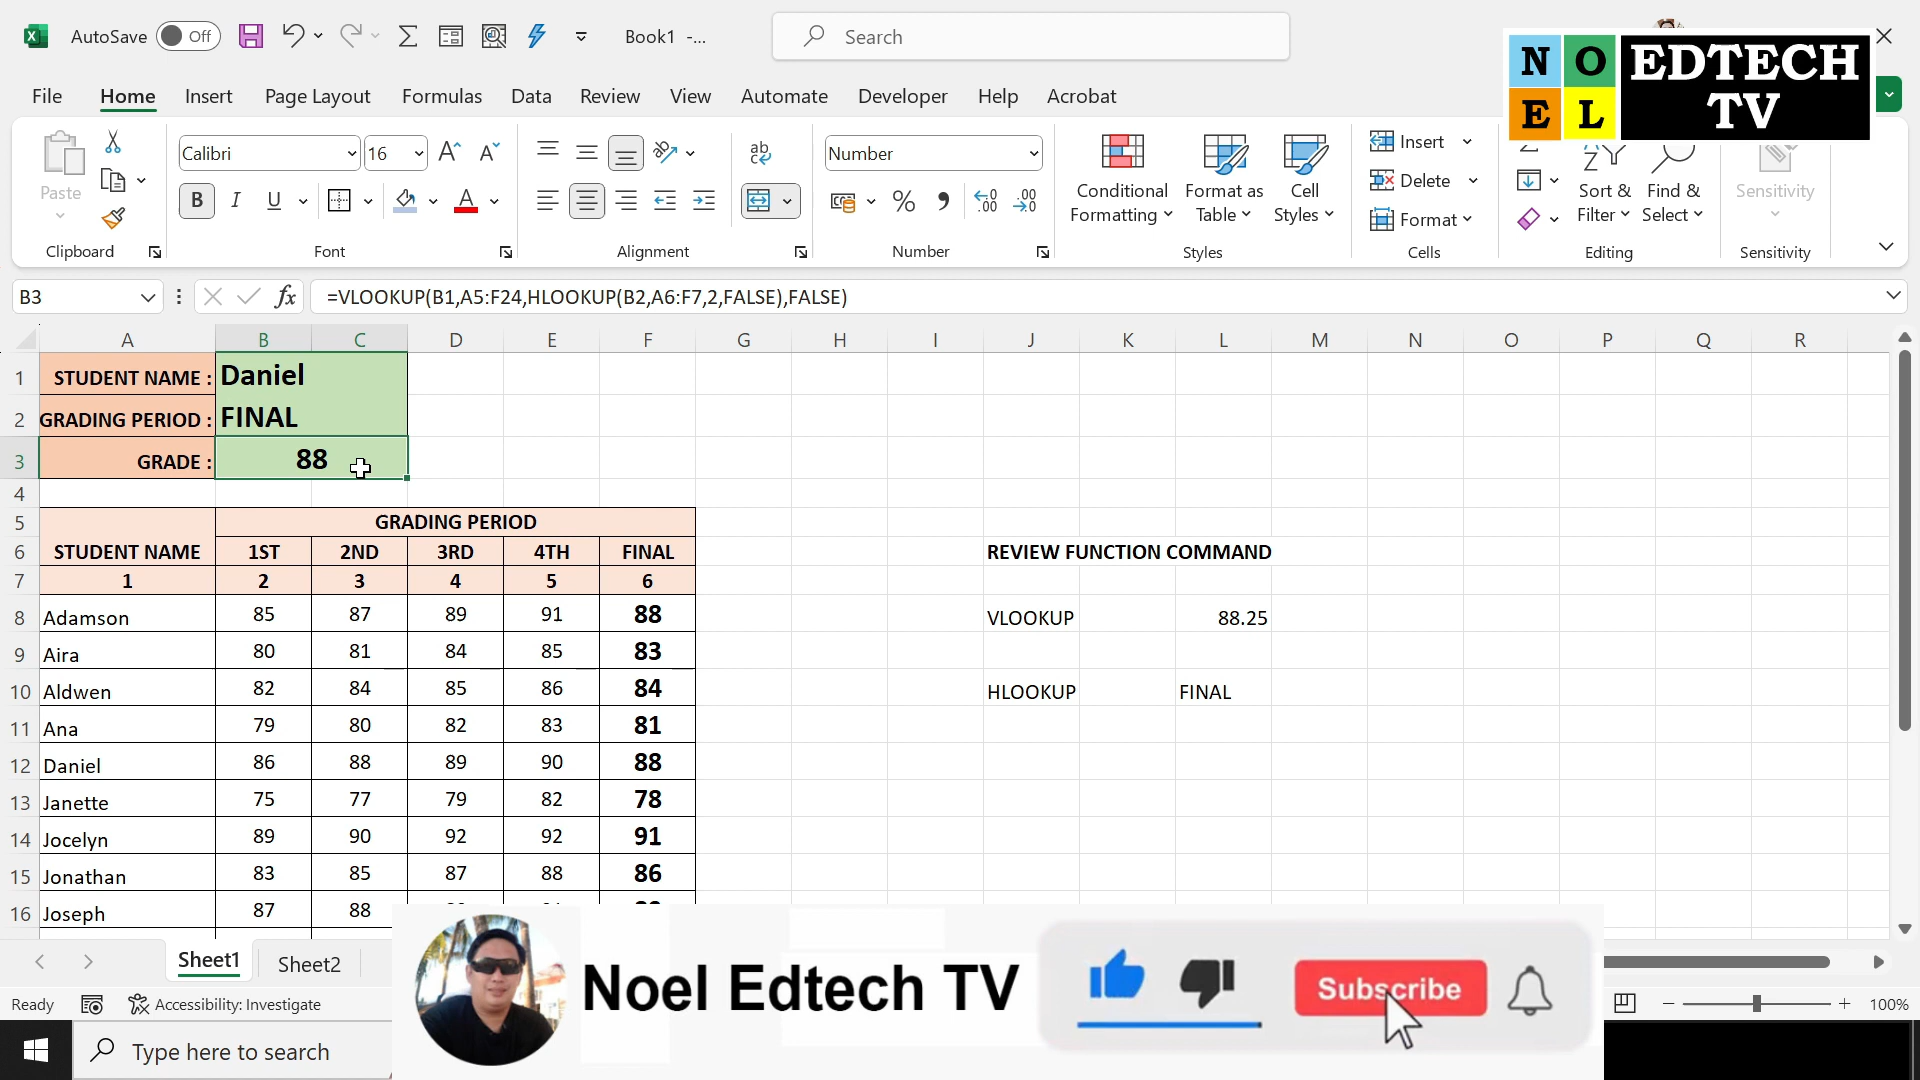 AutoSave Off Book1 -... Search
NOEL EDTECH TV
File Home Insert Page Layout Formulas Data Review View Automate Developer Help Acrobat
Paste
Clipboard
Calibri 16
B I U
Font
ab
Alignment
Number
Number
Conditional Formatting
Format as Table
Cell Styles
Styles
Insert
Delete
Format
Cells
Sort & Filter
Find & Select
Editing
Sensitivity
Sensitivity
B3 fx =VLOOKUP(B1,A5:F24,HLOOKUP(B2,A6:F7,2,FALSE),FALSE)
A B C D E F G H I J K L M N O P Q R
1 STUDENT NAME : Daniel
2 GRADING PERIOD : FINAL
3 GRADE : 88
4
5 GRADING PERIOD
6 STUDENT NAME 1ST 2ND 3RD 4TH FINAL REVIEW FUNCTION COMMAND
7 1 2 3 4 5 6
8 Adamson 85 87 89 91 88 VLOOKUP 88.25
9 Aira 80 81 84 85 83
10 Aldwen 82 84 85 86 84 HLOOKUP FINAL
11 Ana 79 80 82 83 81
12 Daniel 86 88 89 90 88
13 Janette 75 77 79 82 78
14 Jocelyn 89 90 92 92 91
15 Jonathan 83 85 87 88 86
16 Joseph 87 88
Sheet1 Sheet2
Noel Edtech TV Subscribe
Ready Accessibility: Investigate 100%
Type here to search